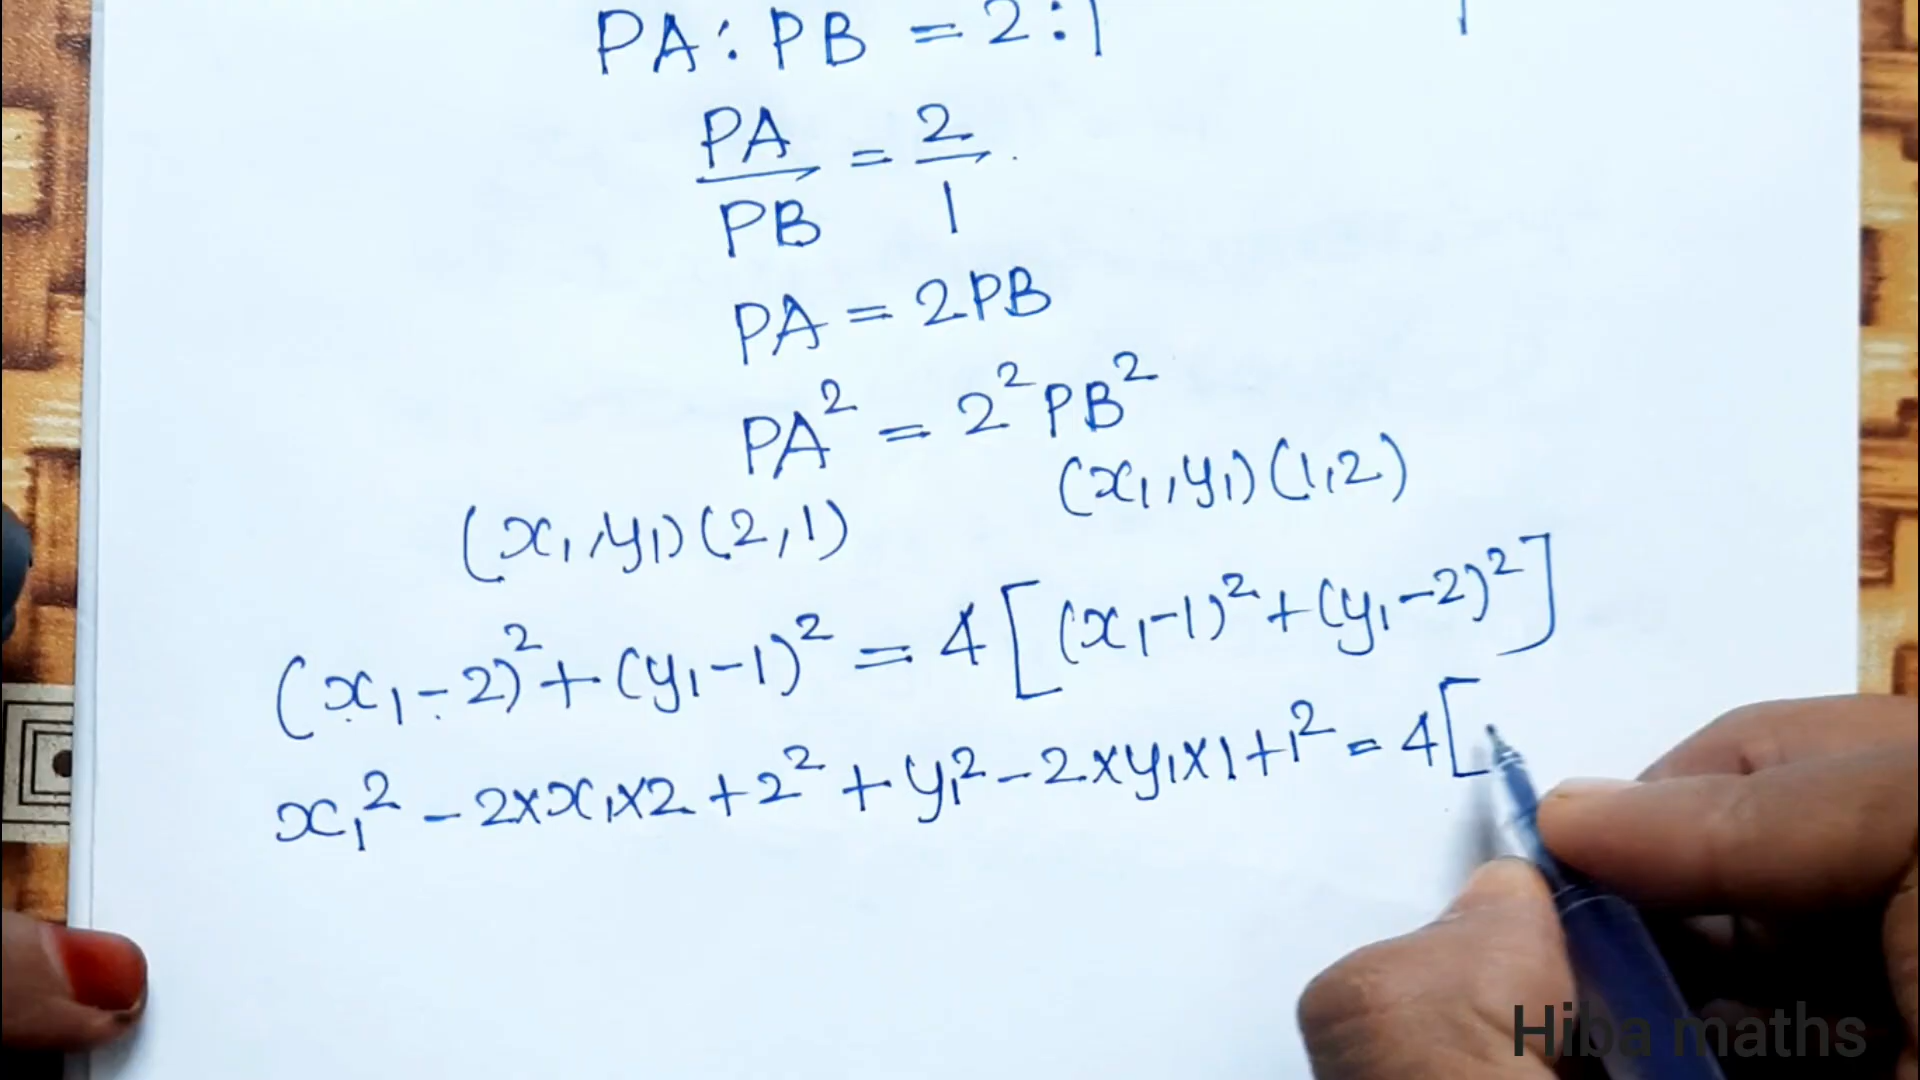 PA : PB = 2 : 1
PA/PB = 2/1
PA = 2PB
PA² = 2²PB²
(x₁, y₁) (1,2)
(x₁, y₁) (2,1)
(x₁-2)² + (y₁-1)² = 4[(x₁-1)² + (y₁-2)²]
x₁² - 2×x₁×2 + 2² + y₁² - 2×y₁×1 + 1² = 4[
Hiba maths